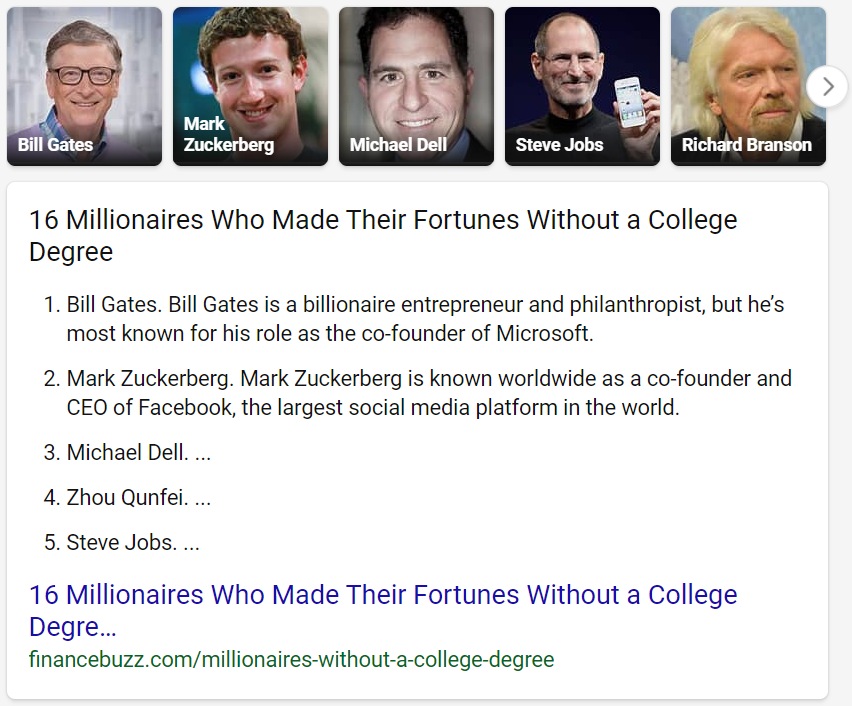 Bill Gates
Mark
Zuckerberg
Michael Dell
Steve Jobs
Richard Branson
16 Millionaires Who Made Their Fortunes Without a College
Degree
1. Bill Gates. Bill Gates is a billionaire entrepreneur and philanthropist, but he’s
most known for his role as the co-founder of Microsoft.
2. Mark Zuckerberg. Mark Zuckerberg is known worldwide as a co-founder and
CEO of Facebook, the largest social media platform in the world.
3. Michael Dell. ...
4. Zhou Qunfei. ...
5. Steve Jobs. ...
16 Millionaires Who Made Their Fortunes Without a College
Degre...
financebuzz.com/millionaires-without-a-college-degree